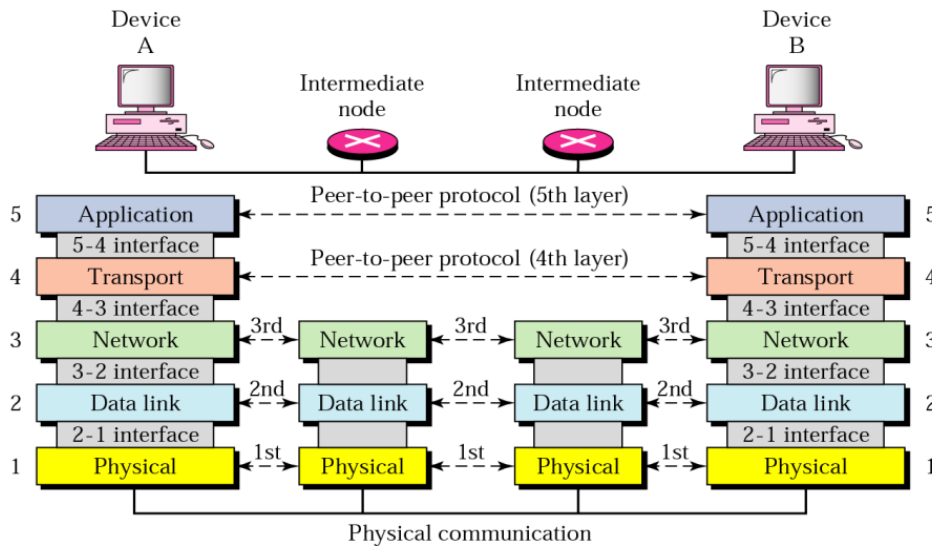 Device
A
Device
B
Intermediate
node
Intermediate
node
Peer-to-peer protocol (5th layer)
5 Application Application 5
5-4 interface 5-4 interface
Peer-to-peer protocol (4th layer)
4 Transport Transport 4
4-3 interface 4-3 interface
3 Network 3rd Network 3rd Network 3rd Network 3
3-2 interface 3-2 interface
2 Data link 2nd Data link 2nd Data link 2nd Data link 2
2-1 interface 2-1 interface
1 Physical 1st Physical 1st Physical 1st Physical 1
Physical communication